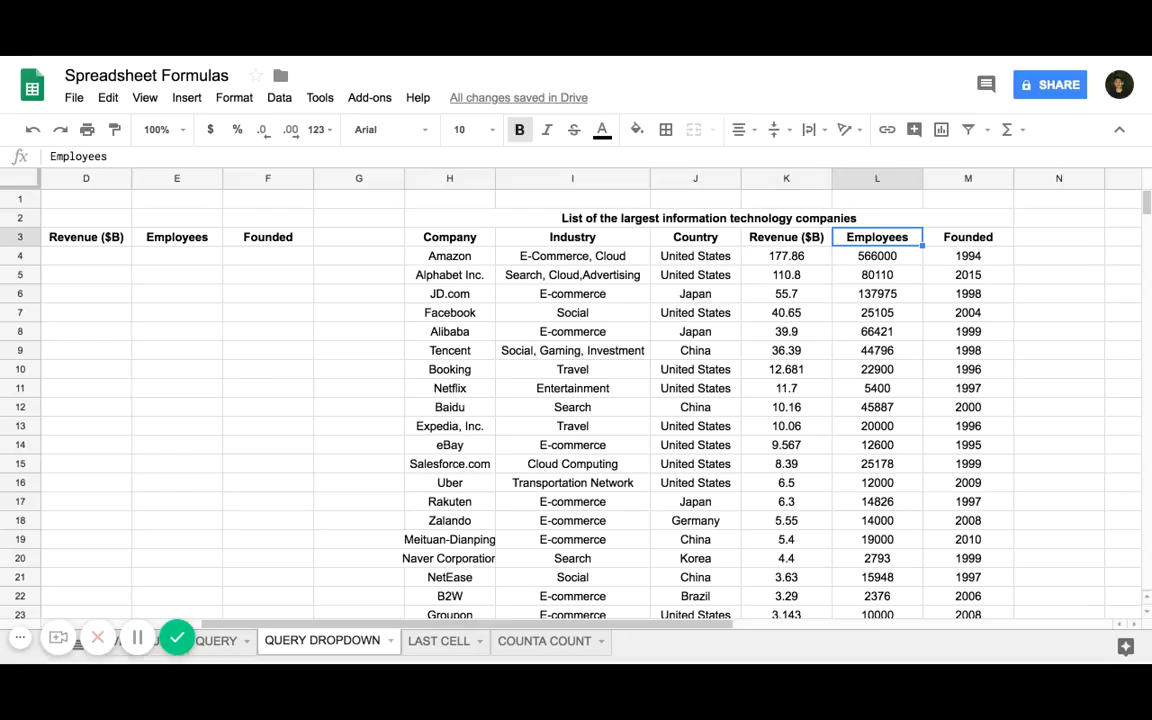 Spreadsheet Formulas
SHARE
File Edit View Insert Format Data Tools Add-ons Help All changes saved in Drive
100% $ % .0 .00 123 Arial 10 B I S A Σ
fx Employees
D E F G H I J K L M N
1
2 List of the largest information technology companies
3 Revenue ($B) Employees Founded Company Industry Country Revenue ($B) Employees Founded
4 Amazon E-Commerce, Cloud United States 177.86 566000 1994
5 Alphabet Inc. Search, Cloud,Advertising United States 110.8 80110 2015
6 JD.com E-commerce Japan 55.7 137975 1998
7 Facebook Social United States 40.65 25105 2004
8 Alibaba E-commerce Japan 39.9 66421 1999
9 Tencent Social, Gaming, Investment China 36.39 44796 1998
10 Booking Travel United States 12.681 22900 1996
11 Netflix Entertainment United States 11.7 5400 1997
12 Baidu Search China 10.16 45887 2000
13 Expedia, Inc. Travel United States 10.06 20000 1996
14 eBay E-commerce United States 9.567 12600 1995
15 Salesforce.com Cloud Computing United States 8.39 25178 1999
16 Uber Transportation Network United States 6.5 12000 2009
17 Rakuten E-commerce Japan 6.3 14826 1997
18 Zalando E-commerce Germany 5.55 14000 2008
19 Meituan-Dianping E-commerce China 5.4 19000 2010
20 Naver Corporation Search Korea 4.4 2793 1999
21 NetEase Social China 3.63 15948 1997
22 B2W E-commerce Brazil 3.29 2376 2006
23 Groupon E-commerce United States 3.143 10000 2008
QUERY QUERY DROPDOWN LAST CELL COUNTA COUNT